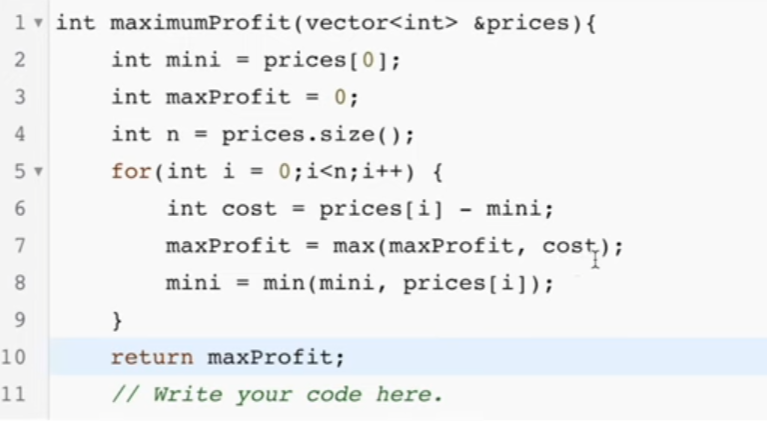 1 int maximumProfit(vector<int> &prices){
2     int mini = prices[0];
3     int maxProfit = 0;
4     int n = prices.size();
5     for(int i = 0;i<n;i++) {
6         int cost = prices[i] - mini;
7         maxProfit = max(maxProfit, cost);
8         mini = min(mini, prices[i]);
9     }
10     return maxProfit;
11     // Write your code here.